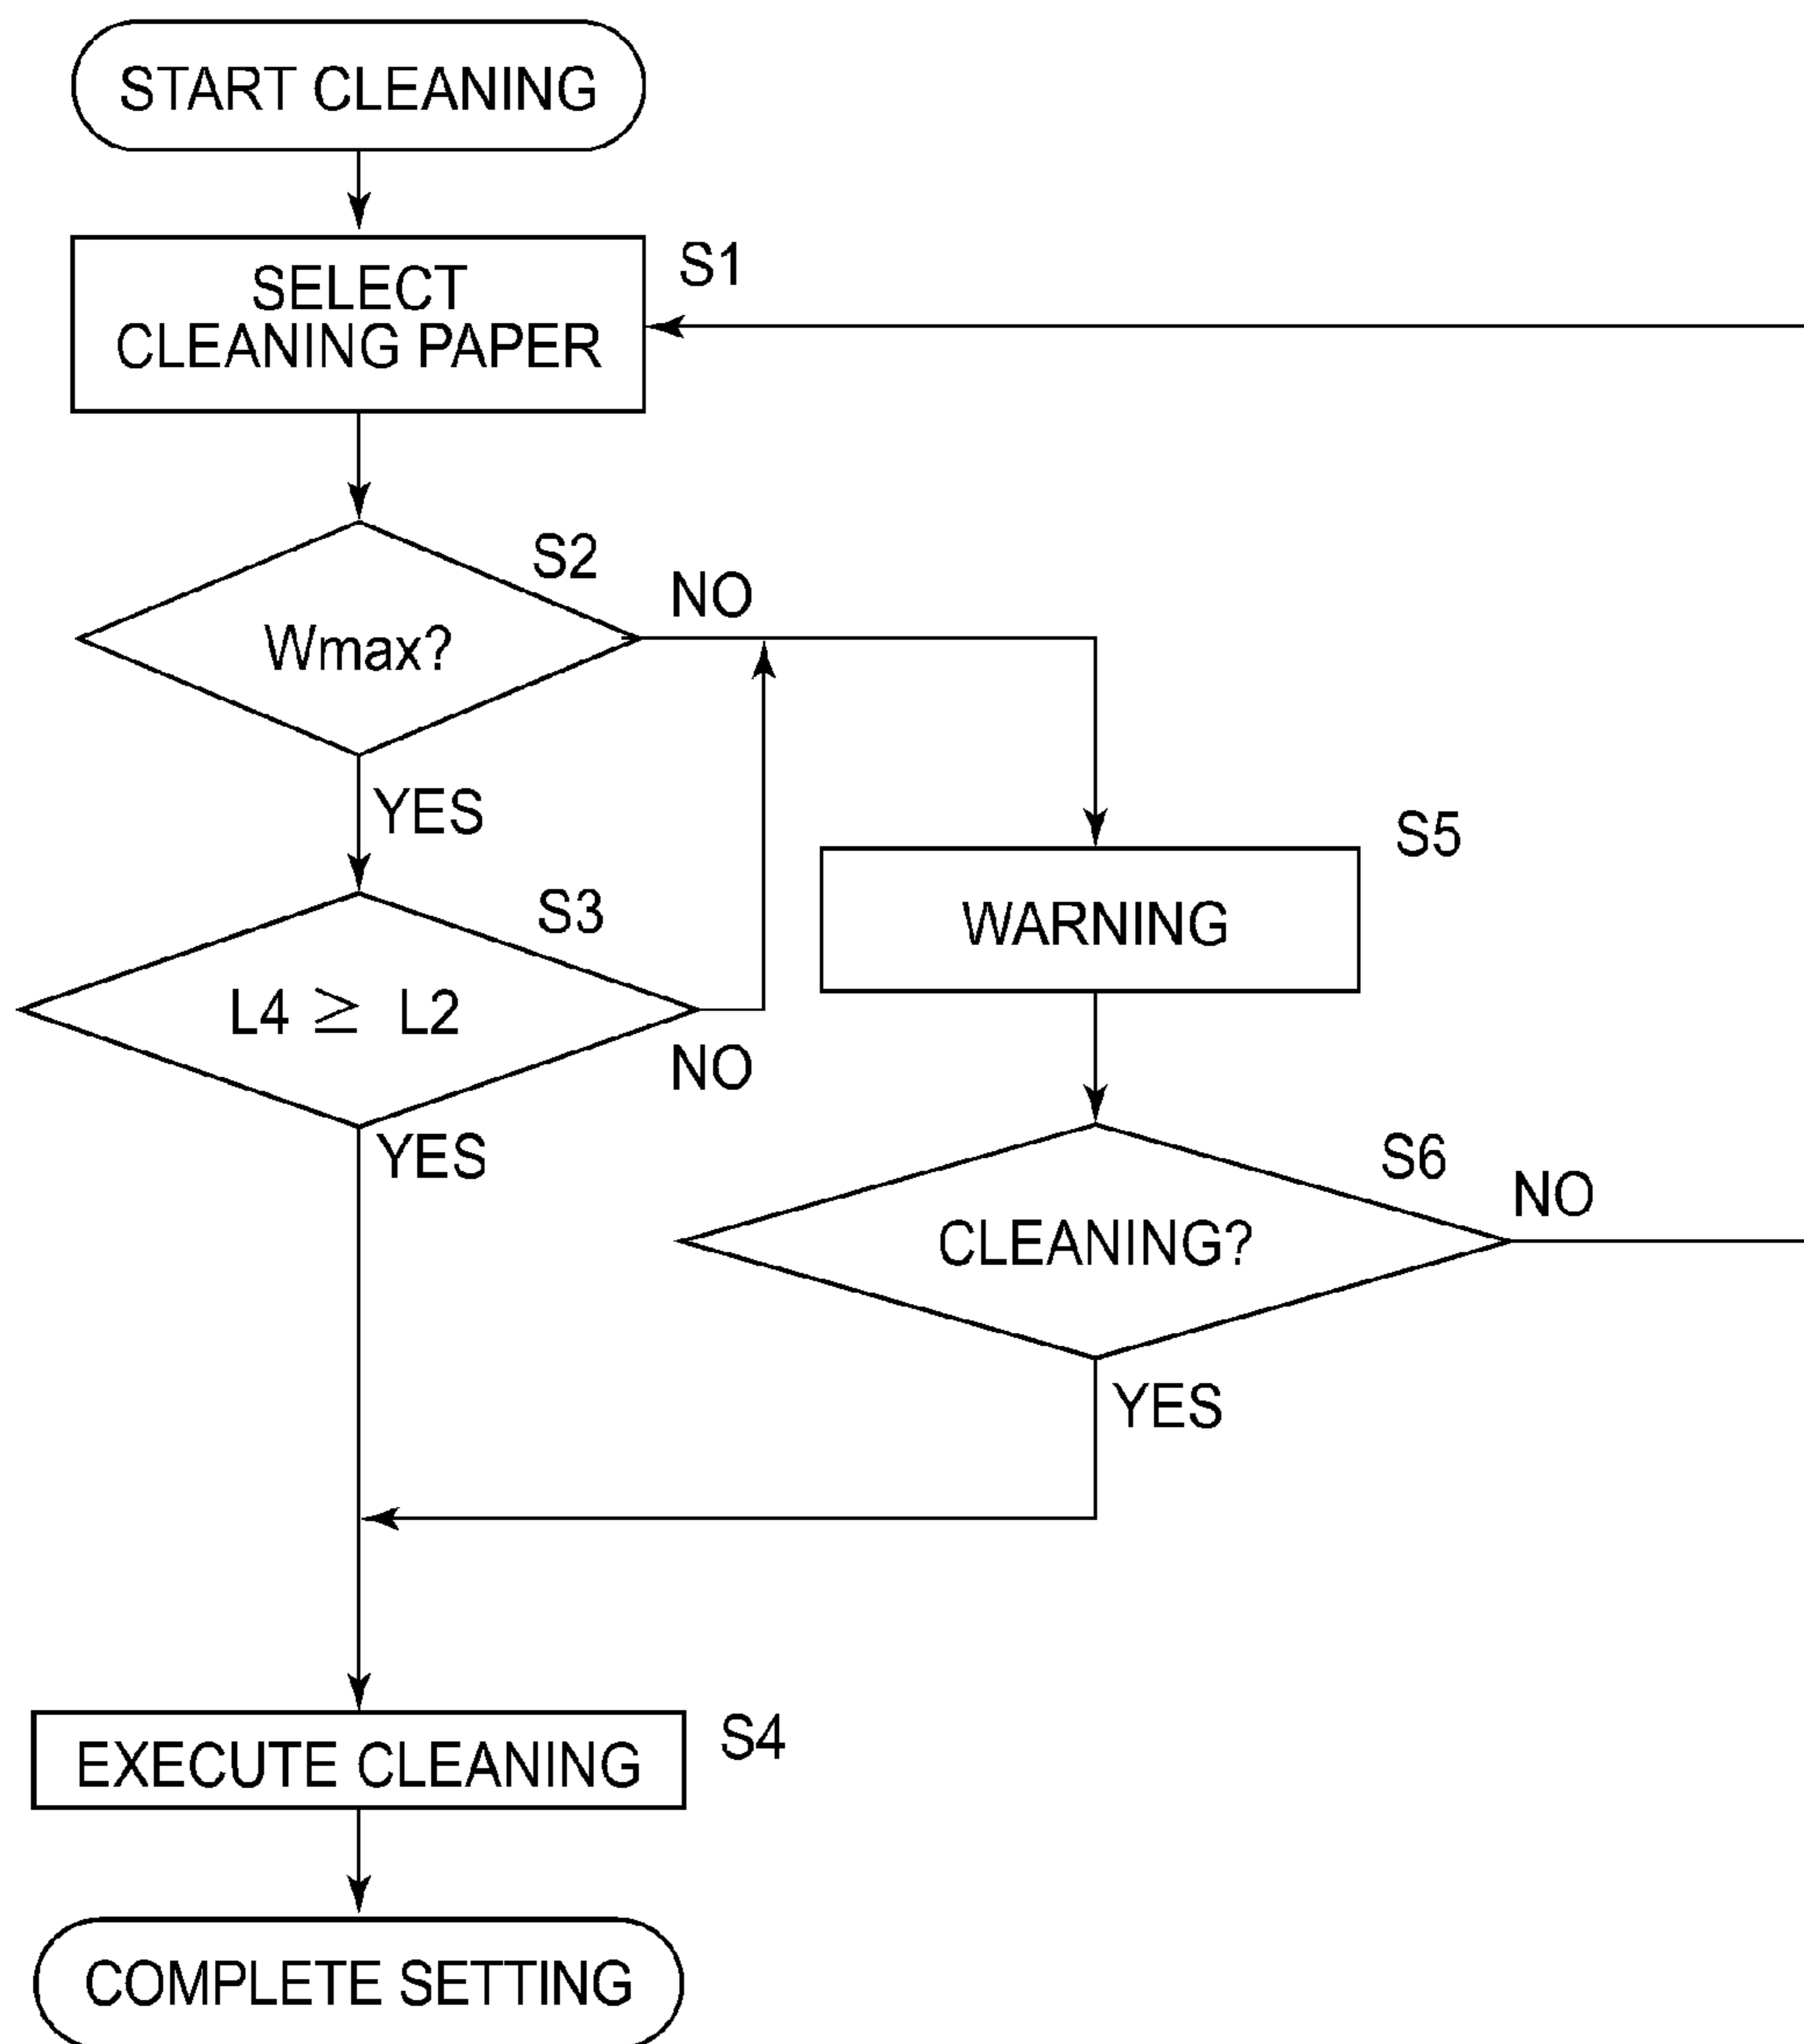 START CLEANING
SELECT
CLEANING PAPER
S1
S2
NO
Wmax?
YES
S3
L4 ≥ L2
NO
YES
S5
WARNING
S6
NO
CLEANING?
YES
EXECUTE CLEANING
S4
COMPLETE SETTING